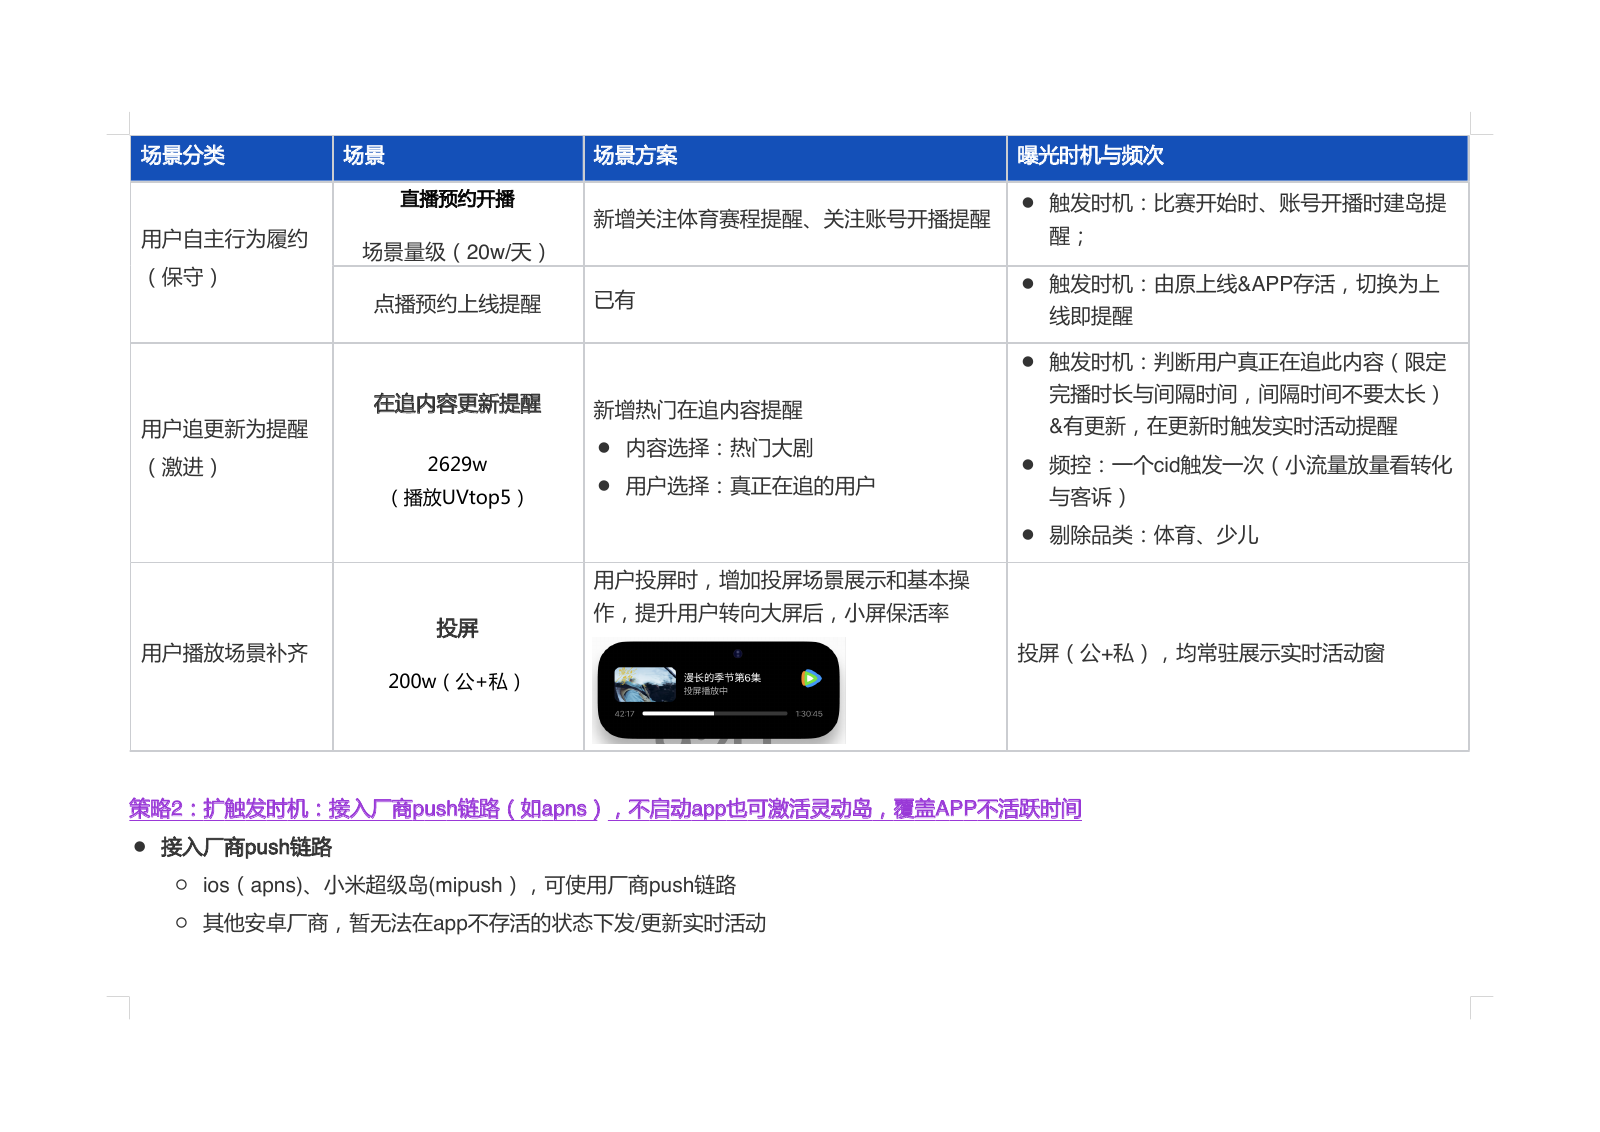 场景分类
场景
场景方案
曝光时机与频次
用户自主行为履约
（保守）
直播预约开播
场景量级（20w/天）
新增关注体育赛程提醒、关注账号开播提醒
● 触发时机：比赛开始时、账号开播时建岛提
醒；
点播预约上线提醒
已有
● 触发时机：由原上线&APP存活，切换为上
线即提醒
用户追更新为提醒
（激进）
在追内容更新提醒
2629w
（播放UVtop5）
新增热门在追内容提醒
● 内容选择：热门大剧
● 用户选择：真正在追的用户
● 触发时机：判断用户真正在追此内容（限定
完播时长与间隔时间，间隔时间不要太长）
&有更新，在更新时触发实时活动提醒
● 频控：一个cid触发一次（小流量放量看转化
与客诉）
● 剔除品类：体育、少儿
用户播放场景补齐
投屏
200w（公+私）
用户投屏时，增加投屏场景展示和基本操
作，提升用户转向大屏后，小屏保活率
漫长的季节第6集
投屏播放中
42:17
1:30:45
投屏（公+私），均常驻展示实时活动窗
策略2：扩触发时机：接入厂商push链路（如apns），不启动app也可激活灵动岛，覆盖APP不活跃时间
● 接入厂商push链路
○ ios（apns)、小米超级岛(mipush），可使用厂商push链路
○ 其他安卓厂商，暂无法在app不存活的状态下发/更新实时活动